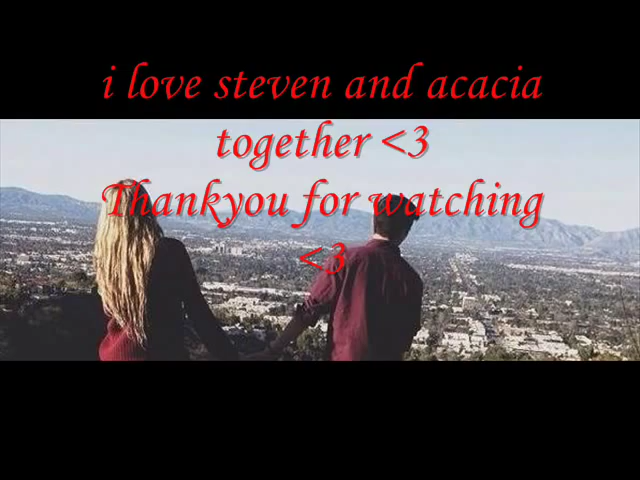 i love steven and acacia
together <3
Thankyou for watching
<3